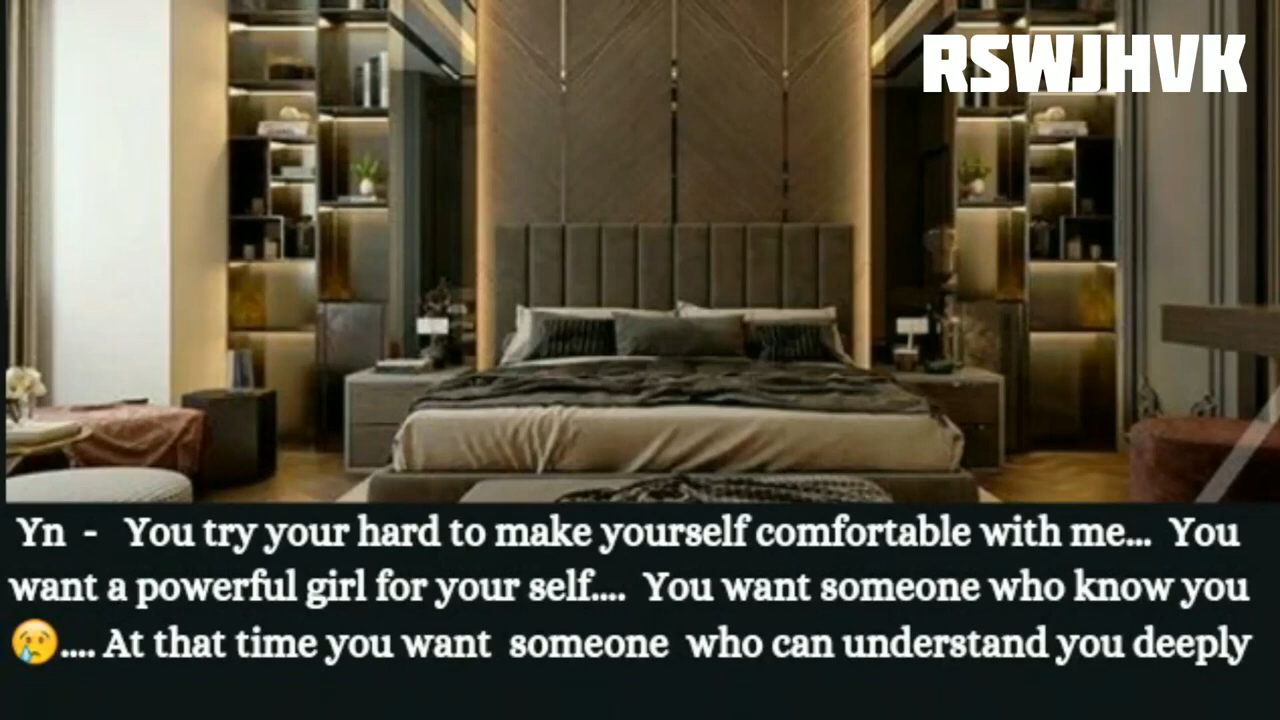 RSWJHVK
Yn - You try your hard to make yourself comfortable with me... You
want a powerful girl for your self.... You want someone who know you
😢.... At that time you want someone who can understand you deeply